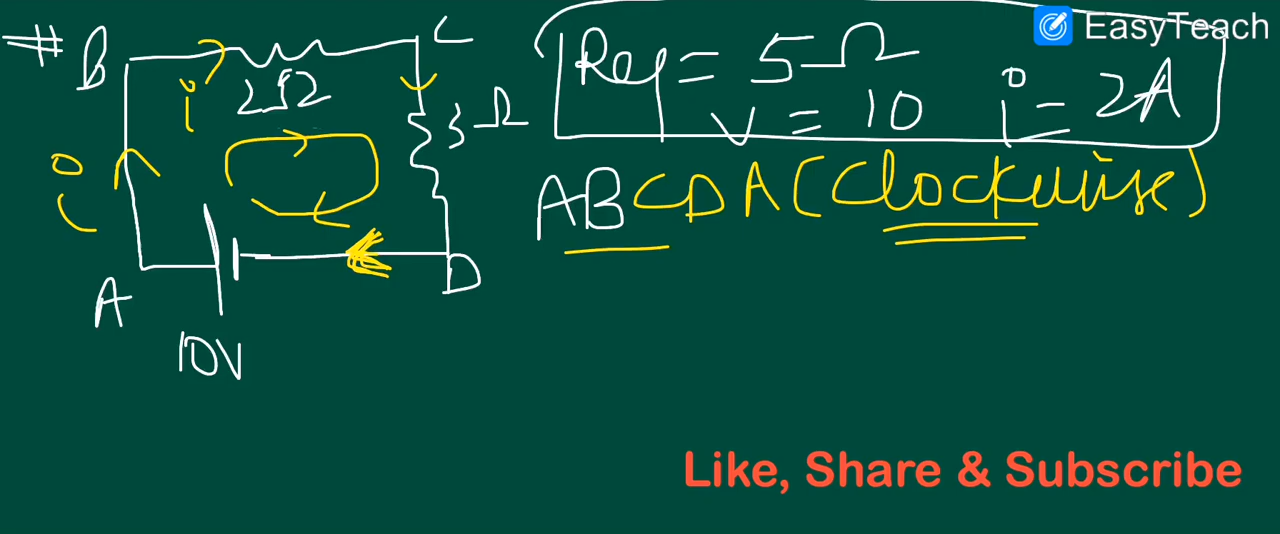 EasyTeach
# B C
Req = 5Ω
i
2Ω
V = 10 i = 2A
3Ω
i
ABCDA (Clockwise)
A D
10V
Like, Share & Subscribe